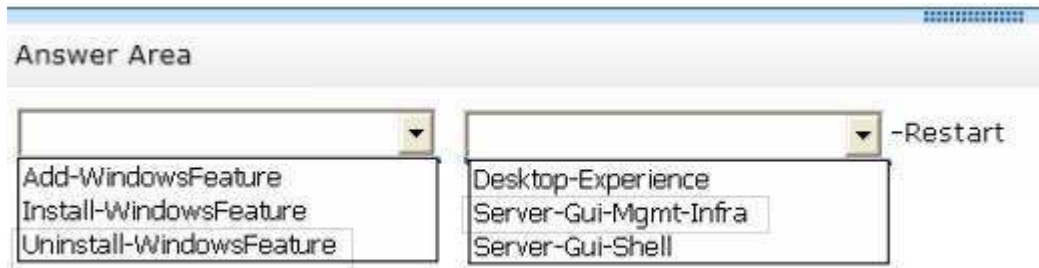 Answer Area
-Restart
Add-WindowsFeature
Install-WindowsFeature
Uninstall-WindowsFeature
Desktop-Experience
Server-Gui-Mgmt-Infra
Server-Gui-Shell